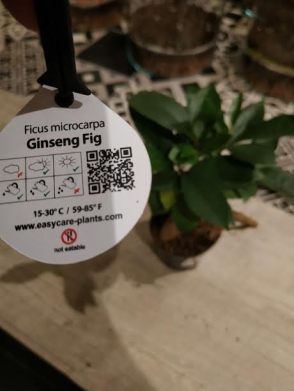 Ficus microcarpa
Ginseng Fig
15-30°C / 59-85°F
www.easycare-plants.com
not eatable